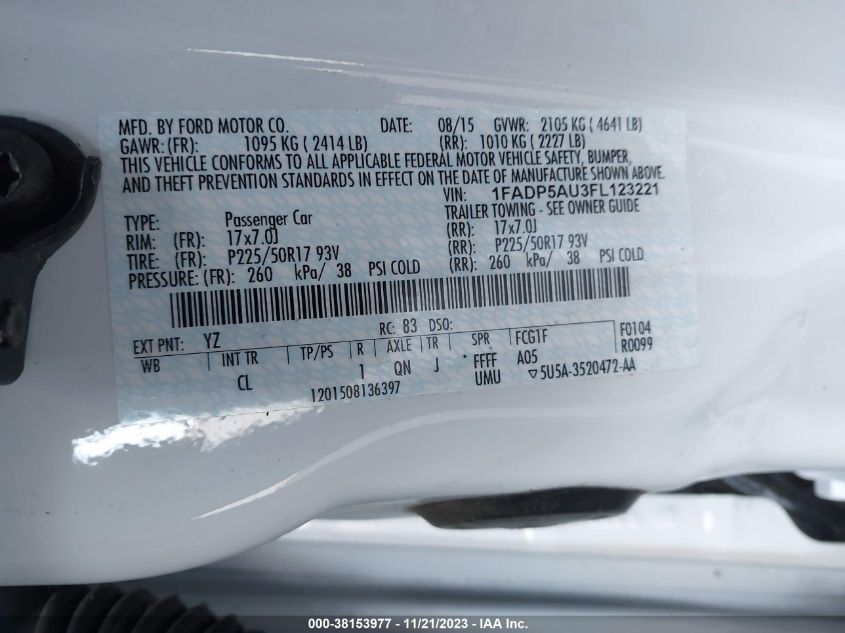 MFD. BY FORD MOTOR CO. DATE: 08/15 GVWR: 2105 KG ( 4641 LB)
GAWR: (FR): 1095 KG ( 2414 LB) (RR): 1010 KG ( 2227 LB)
THIS VEHICLE CONFORMS TO ALL APPLICABLE FEDERAL MOTOR VEHICLE SAFETY, BUMPER,
AND THEFT PREVENTION STANDARDS IN EFFECT ON THE DATE OF MANUFACTURE SHOWN ABOVE.
VIN: 1FADP5AU3FL123221
TYPE: Passenger Car TRAILER TOWING - SEE OWNER GUIDE
RIM: (FR): 17x7.0J (RR): 17x7.0J
TIRE: (FR): P225/50R17 93V (RR): P225/50R17 93V
PRESSURE: (FR): 260 kPa/ 38 PSI COLD (RR): 260 kPa/ 38 PSI COLD
EXT PNT: YZ RC: 83 DSO: F0104
WB INT TR TP/PS R AXLE TR SPR FCG1F R0099
CL 1 QN J * FFFF A05
1201508136397 UMU ▽5U5A-3520472-AA
000-38153977 - 11/21/2023 - IAA Inc.